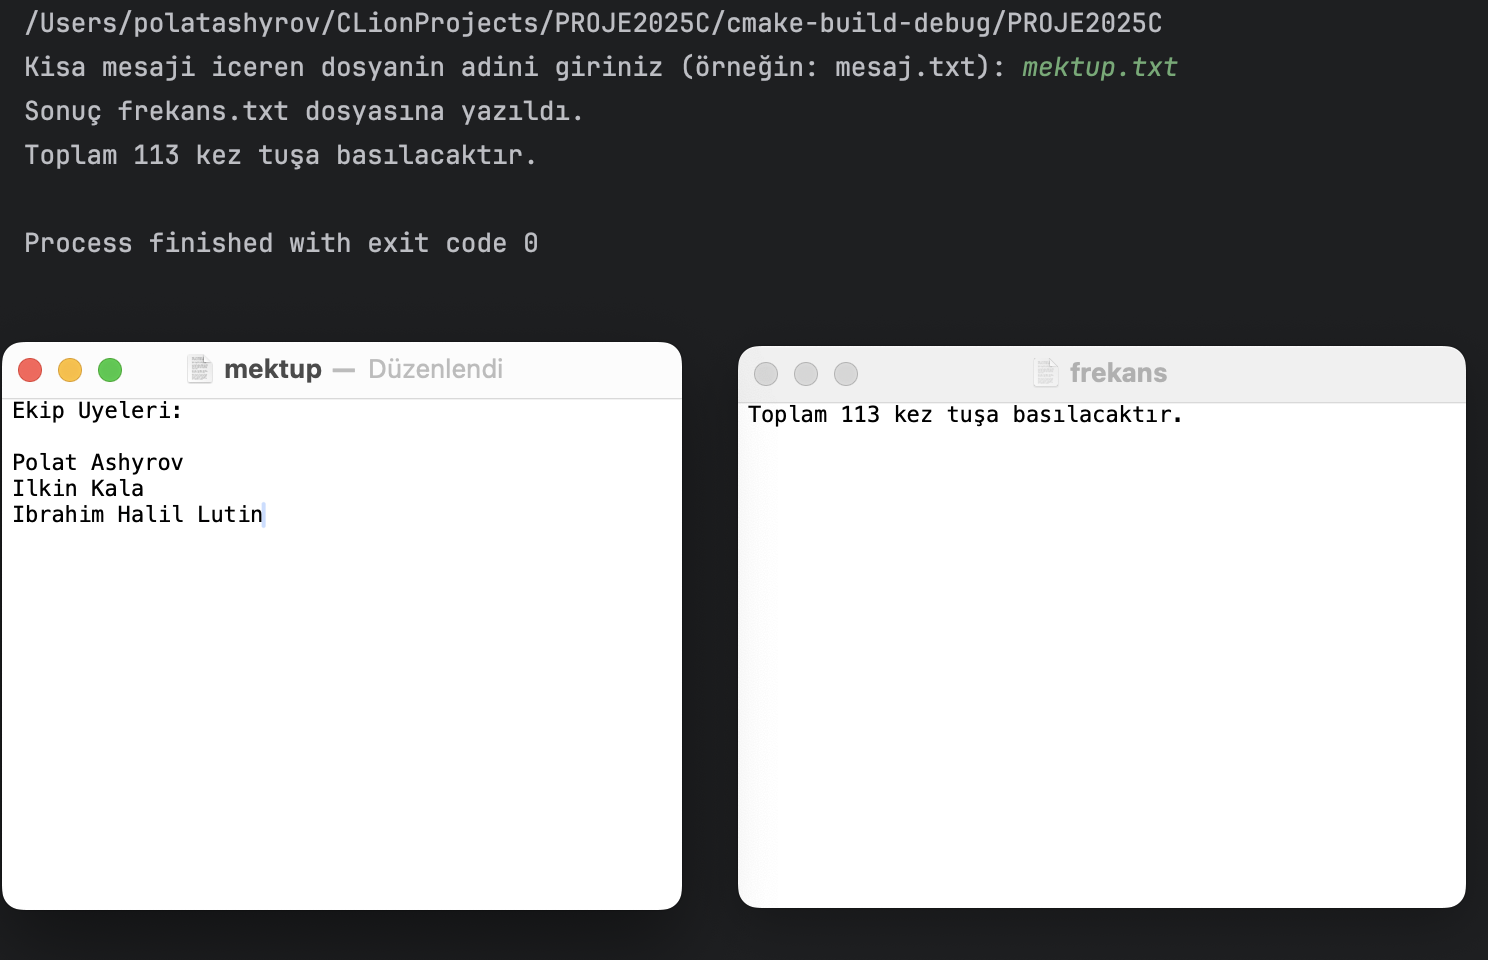 /Users/polatashyrov/CLionProjects/PROJE2025C/cmake-build-debug/PROJE2025C
Kisa mesaji iceren dosyanin adini giriniz (örneğin: mesaj.txt): mektup.txt
Sonuç frekans.txt dosyasına yazıldı.
Toplam 113 kez tuşa basılacaktır.
Process finished with exit code 0
mektup — Düzenlendi
Ekip Uyeleri:
Polat Ashyrov
Ilkin Kala
Ibrahim Halil Lutin
frekans
Toplam 113 kez tuşa basılacaktır.